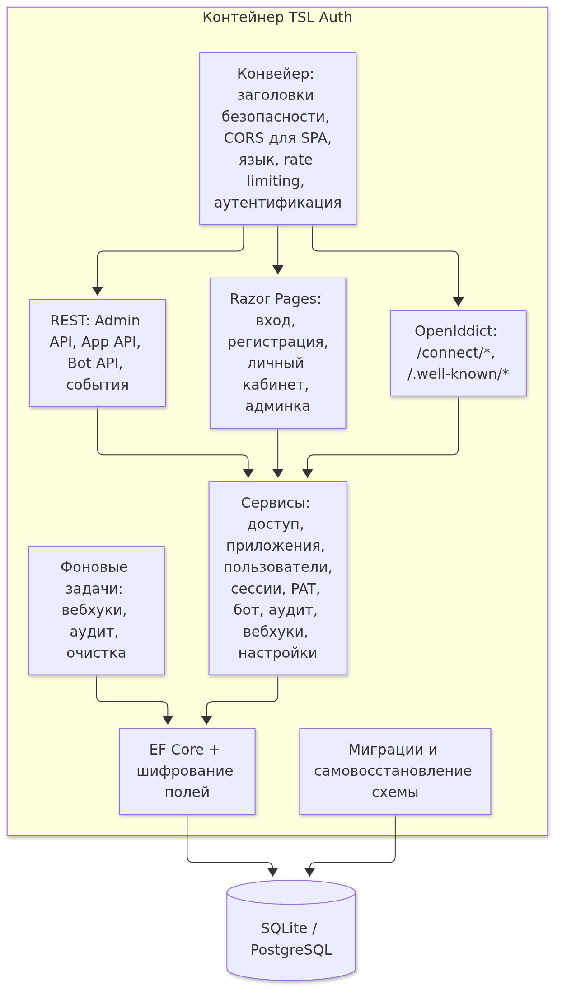 Контейнер TSL Auth
Конвейер:
заголовки
безопасности,
CORS для SPA,
язык, rate
limiting,
аутентификация
REST: Admin
API, App API,
Bot API,
события
Razor Pages:
вход,
регистрация,
личный
кабинет,
админка
OpenIddict:
/connect/*,
/.well-known/*
Сервисы:
доступ,
приложения,
пользователи,
сессии, PAT,
бот, аудит,
вебхуки,
настройки
Фоновые
задачи:
вебхуки,
аудит,
очистка
EF Core +
шифрование
полей
Миграции и
самовосстановление
схемы
SQLite /
PostgreSQL